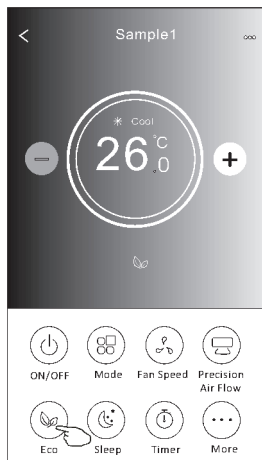 Sample1
Cool
26.0 °C
ON/OFF Mode Fan Speed Precision
Air Flow
Eco Sleep Timer More